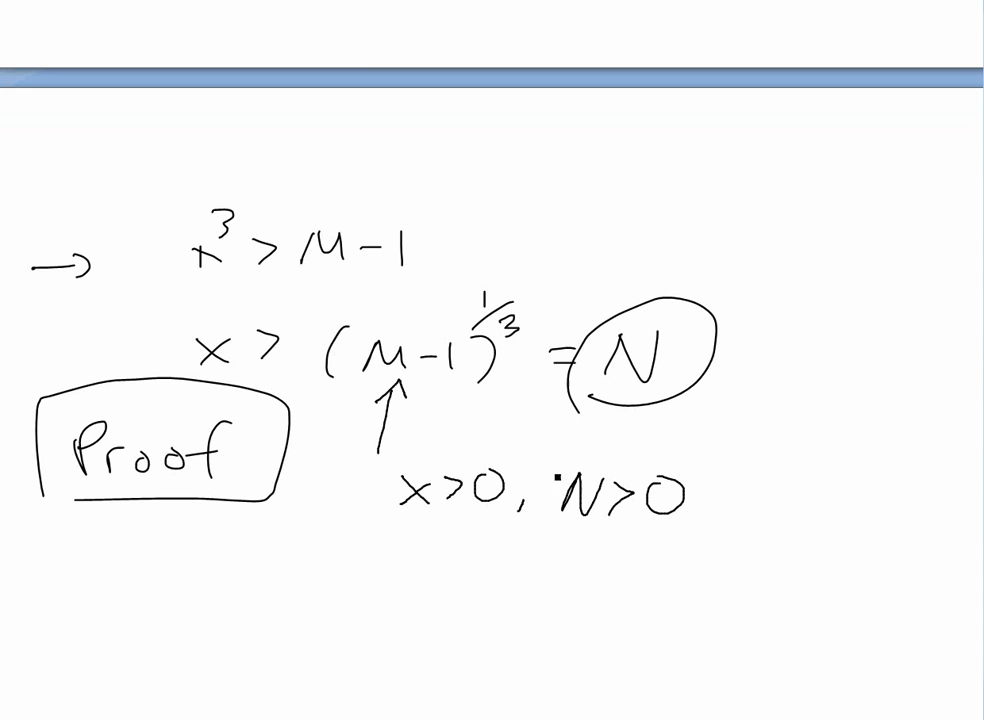 → x³ > M - 1
x > (M - 1)^1/3 = N
Proof
x > 0, N > 0